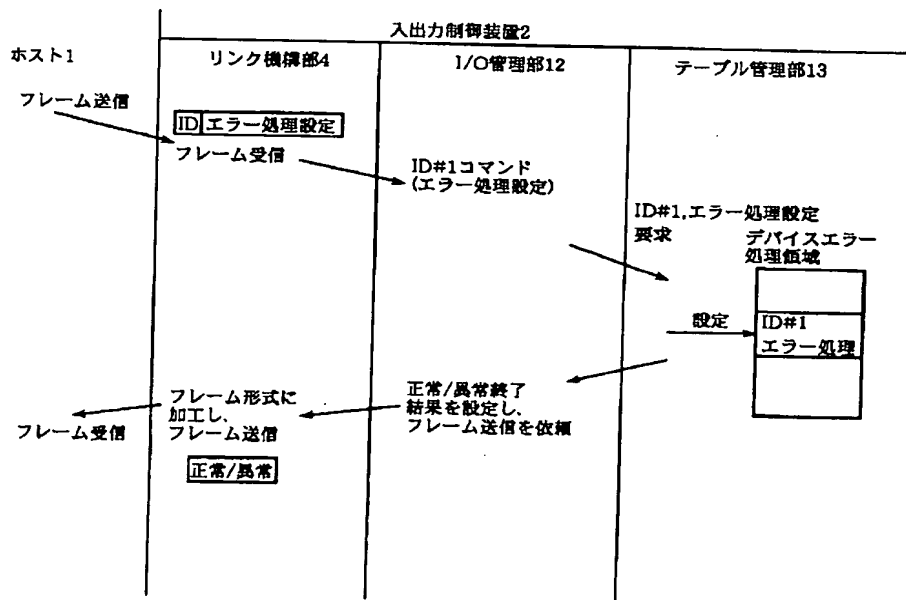 入出力制御装置2
ホスト1
リンク機構部4
I/O管理部12
テーブル管理部13
フレーム送信
ID エラー処理設定
フレーム受信
ID#1コマンド
(エラー処理設定)
ID#1,エラー処理設定
要求
デバイスエラー
処理領域
設定
ID#1
エラー処理
正常/異常終了
結果を設定し、
フレーム送信を依頼
フレーム形式に
加工し、
フレーム送信
フレーム受信
正常/異常